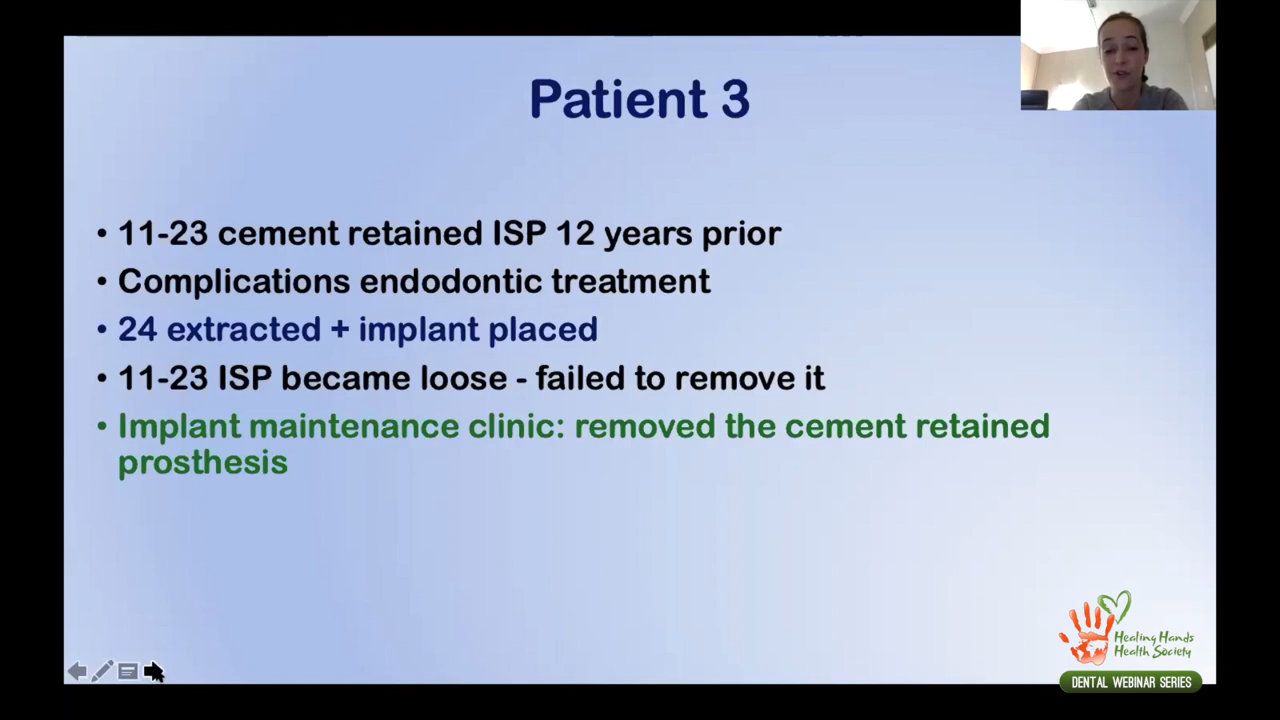 Patient 3
• 11-23 cement retained ISP 12 years prior
• Complications endodontic treatment
• 24 extracted + implant placed
• 11-23 ISP became loose - failed to remove it
• Implant maintenance clinic: removed the cement retained
prosthesis
Healing Hands
Health Society
DENTAL WEBINAR SERIES